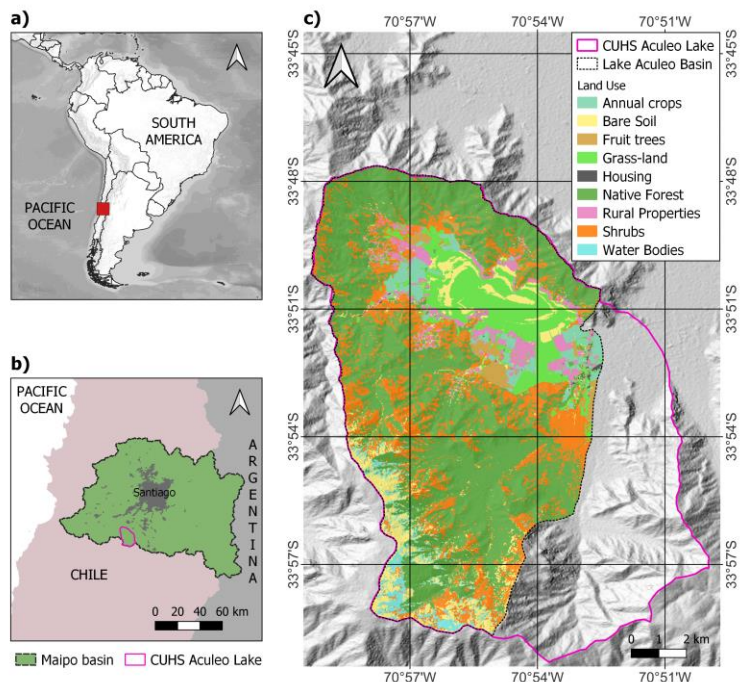 a)
SOUTH
AMERICA
PACIFIC
OCEAN
b)
PACIFIC
OCEAN
ARGENTINA
Santiago
CHILE
0 20 40 60 km
Maipo basin
CUHS Aculeo Lake
c)
70°57'W 70°54'W 70°51'W
33°45'S
33°48'S
33°51'S
33°54'S
33°57'S
33°45'S
33°48'S
33°51'S
33°54'S
33°57'S
CUHS Aculeo Lake
Lake Aculeo Basin
Land Use
Annual crops
Bare Soil
Fruit trees
Grass-land
Housing
Native Forest
Rural Properties
Shrubs
Water Bodies
0 1 2 km
70°57'W 70°54'W 70°51'W